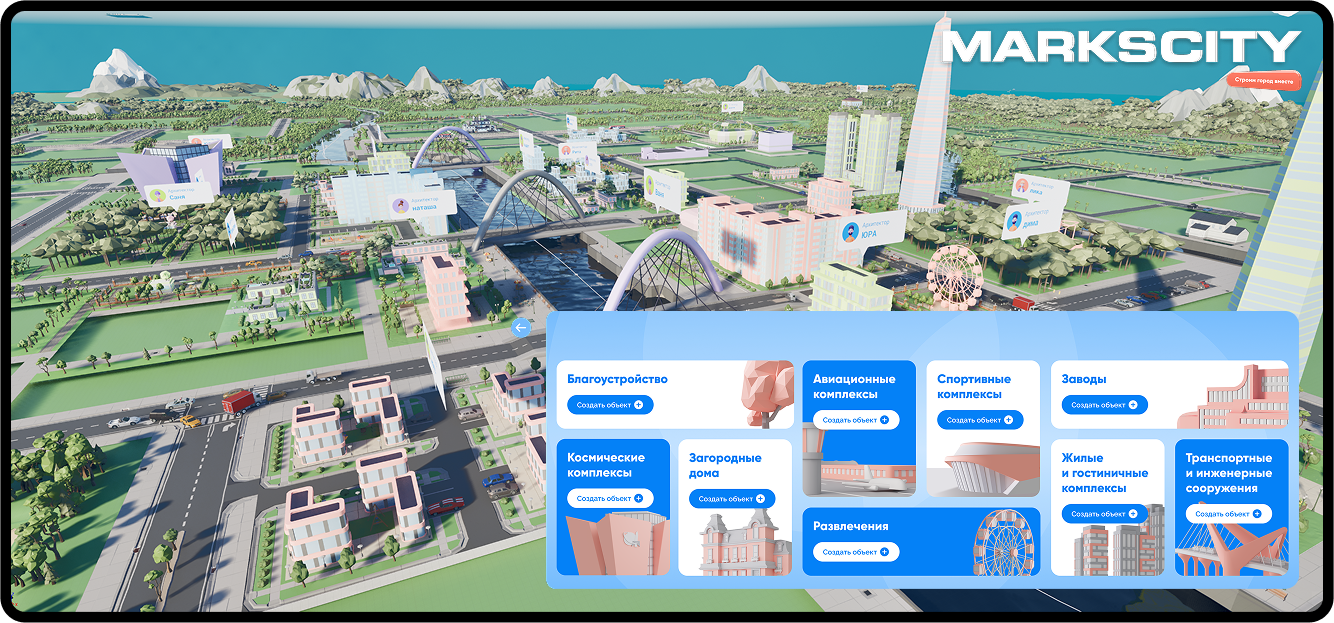 MARKSCITY
Строим город вместе
Архитектор
Саня
Архитектор
наташа
Архитектор
ЮРА
Архитектор
лика
Архитектор
дима
Благоустройство
Создать объект
Авиационные
комплексы
Создать объект
Спортивные
комплексы
Создать объект
Заводы
Создать объект
Космические
комплексы
Создать объект
Загородные
дома
Создать объект
Развлечения
Создать объект
Жилые
и гостиничные
комплексы
Создать объект
Транспортные
и инженерные
сооружения
Создать объект